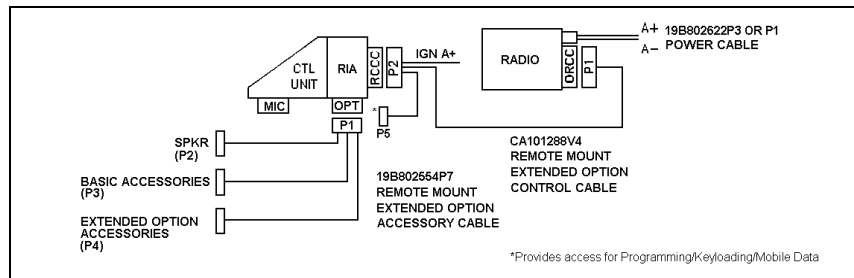 A+ 19B802622P3 OR P1
A− POWER CABLE
CTL
UNIT
RIA
RCCC
P2
IGN A+
RADIO
ORCC
P1
MIC
OPT
P1
*
P5
SPKR
(P2)
BASIC ACCESSORIES
(P3)
EXTENDED OPTION
ACCESSORIES
(P4)
19B802554P7
REMOTE MOUNT
EXTENDED OPTION
ACCESSORY CABLE
CA101288V4
REMOTE MOUNT
EXTENDED OPTION
CONTROL CABLE
*Provides access for Programming/Keyloading/Mobile Data